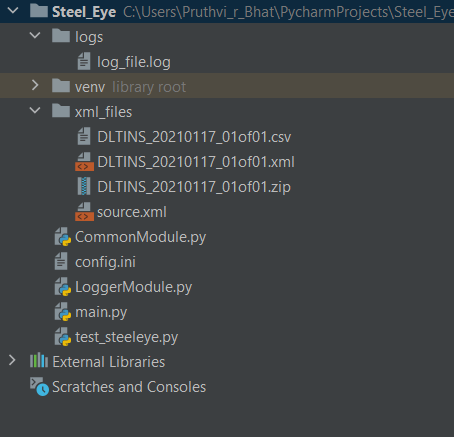 Steel_Eye C:\Users\Pruthvi_r_Bhat\PycharmProjects\Steel_Eye
logs
log_file.log
venv library root
xml_files
DLTINS_20210117_01of01.csv
DLTINS_20210117_01of01.xml
DLTINS_20210117_01of01.zip
source.xml
CommonModule.py
config.ini
LoggerModule.py
main.py
test_steeleye.py
External Libraries
Scratches and Consoles